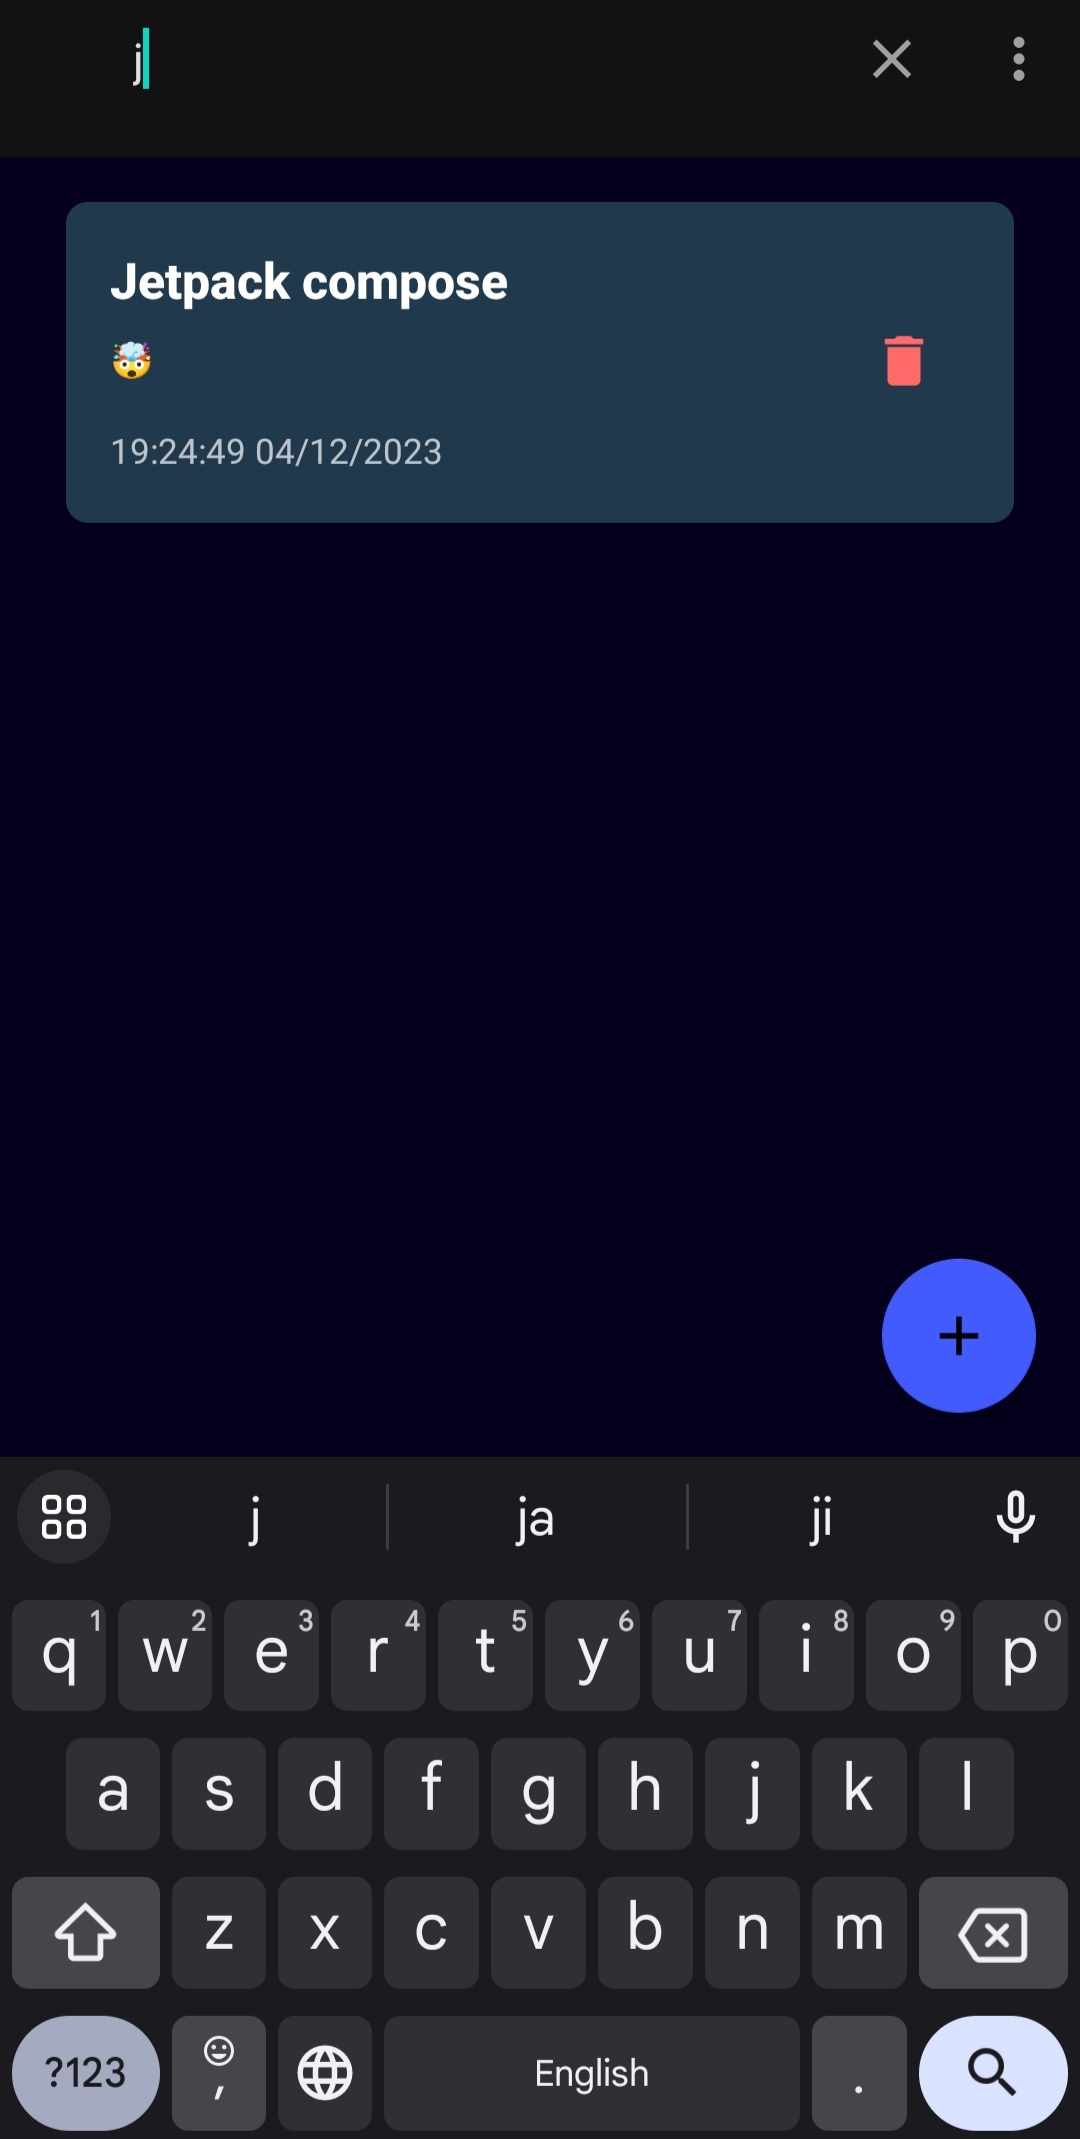 j
Jetpack compose
🤯
19:24:49 04/12/2023
j ja ji
q 1 w 2 e 3 r 4 t 5 y 6 u 7 i 8 o 9 p 0
a s d f g h j k l
z x c v b n m
?123 , English .